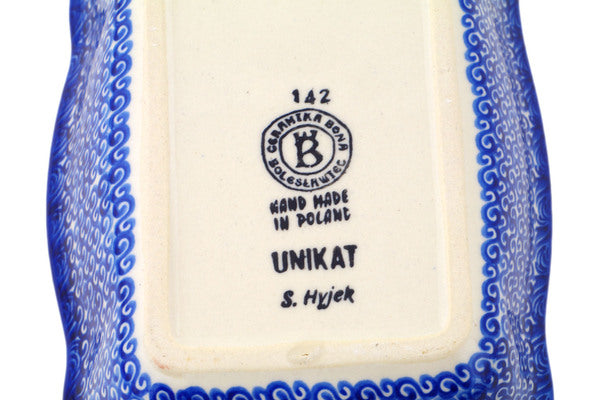 142
CERAMIKA BONA
B
BOLESŁAWIEC
HAND MADE
IN POLAND
UNIKAT
S. Hyjek